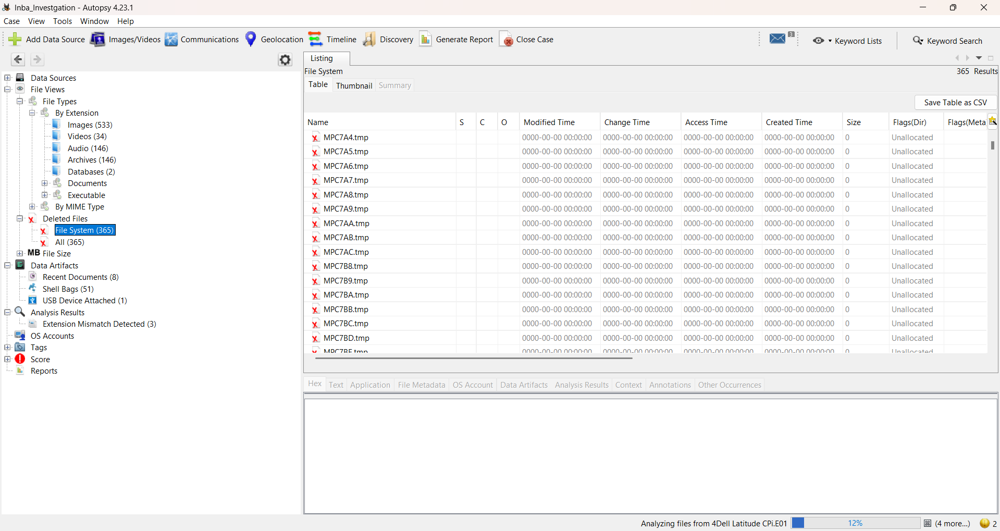 Inba_Investgation - Autopsy 4.23.1
Case View Tools Window Help
Add Data Source Images/Videos Communications Geolocation Timeline Discovery Generate Report Close Case 3 Keyword Lists Keyword Search
Data Sources
File Views
File Types
By Extension
Images (533)
Videos (34)
Audio (146)
Archives (146)
Databases (2)
Documents
Executable
By MIME Type
Deleted Files
File System (365)
All (365)
MB File Size
Data Artifacts
Recent Documents (8)
Shell Bags (51)
USB Device Attached (1)
Analysis Results
Extension Mismatch Detected (3)
OS Accounts
Tags
Score
Reports
Listing
File System 365 Results
Table Thumbnail Summary
Save Table as CSV
Name S C O Modified Time Change Time Access Time Created Time Size Flags(Dir) Flags(Meta
MPC7A4.tmp 0000-00-00 00:00:00 0000-00-00 00:00:00 0000-00-00 00:00:00 0000-00-00 00:00:00 0 Unallocated
MPC7A5.tmp 0000-00-00 00:00:00 0000-00-00 00:00:00 0000-00-00 00:00:00 0000-00-00 00:00:00 0 Unallocated
MPC7A6.tmp 0000-00-00 00:00:00 0000-00-00 00:00:00 0000-00-00 00:00:00 0000-00-00 00:00:00 0 Unallocated
MPC7A7.tmp 0000-00-00 00:00:00 0000-00-00 00:00:00 0000-00-00 00:00:00 0000-00-00 00:00:00 0 Unallocated
MPC7A8.tmp 0000-00-00 00:00:00 0000-00-00 00:00:00 0000-00-00 00:00:00 0000-00-00 00:00:00 0 Unallocated
MPC7A9.tmp 0000-00-00 00:00:00 0000-00-00 00:00:00 0000-00-00 00:00:00 0000-00-00 00:00:00 0 Unallocated
MPC7AA.tmp 0000-00-00 00:00:00 0000-00-00 00:00:00 0000-00-00 00:00:00 0000-00-00 00:00:00 0 Unallocated
MPC7AB.tmp 0000-00-00 00:00:00 0000-00-00 00:00:00 0000-00-00 00:00:00 0000-00-00 00:00:00 0 Unallocated
MPC7AC.tmp 0000-00-00 00:00:00 0000-00-00 00:00:00 0000-00-00 00:00:00 0000-00-00 00:00:00 0 Unallocated
MPC7B8.tmp 0000-00-00 00:00:00 0000-00-00 00:00:00 0000-00-00 00:00:00 0000-00-00 00:00:00 0 Unallocated
MPC7B9.tmp 0000-00-00 00:00:00 0000-00-00 00:00:00 0000-00-00 00:00:00 0000-00-00 00:00:00 0 Unallocated
MPC7BA.tmp 0000-00-00 00:00:00 0000-00-00 00:00:00 0000-00-00 00:00:00 0000-00-00 00:00:00 0 Unallocated
MPC7BB.tmp 0000-00-00 00:00:00 0000-00-00 00:00:00 0000-00-00 00:00:00 0000-00-00 00:00:00 0 Unallocated
MPC7BC.tmp 0000-00-00 00:00:00 0000-00-00 00:00:00 0000-00-00 00:00:00 0000-00-00 00:00:00 0 Unallocated
MPC7BD.tmp 0000-00-00 00:00:00 0000-00-00 00:00:00 0000-00-00 00:00:00 0000-00-00 00:00:00 0 Unallocated
0000-00-00 00:00:00 0000-00-00 00:00:00 0000-00-00 00:00:00 0000-00-00 00:00:00 0 Unallocated
Hex Text Application File Metadata OS Account Data Artifacts Analysis Results Context Annotations Other Occurrences
Analyzing files from 4Dell Latitude CPi.E01 12% (4 more...) 2